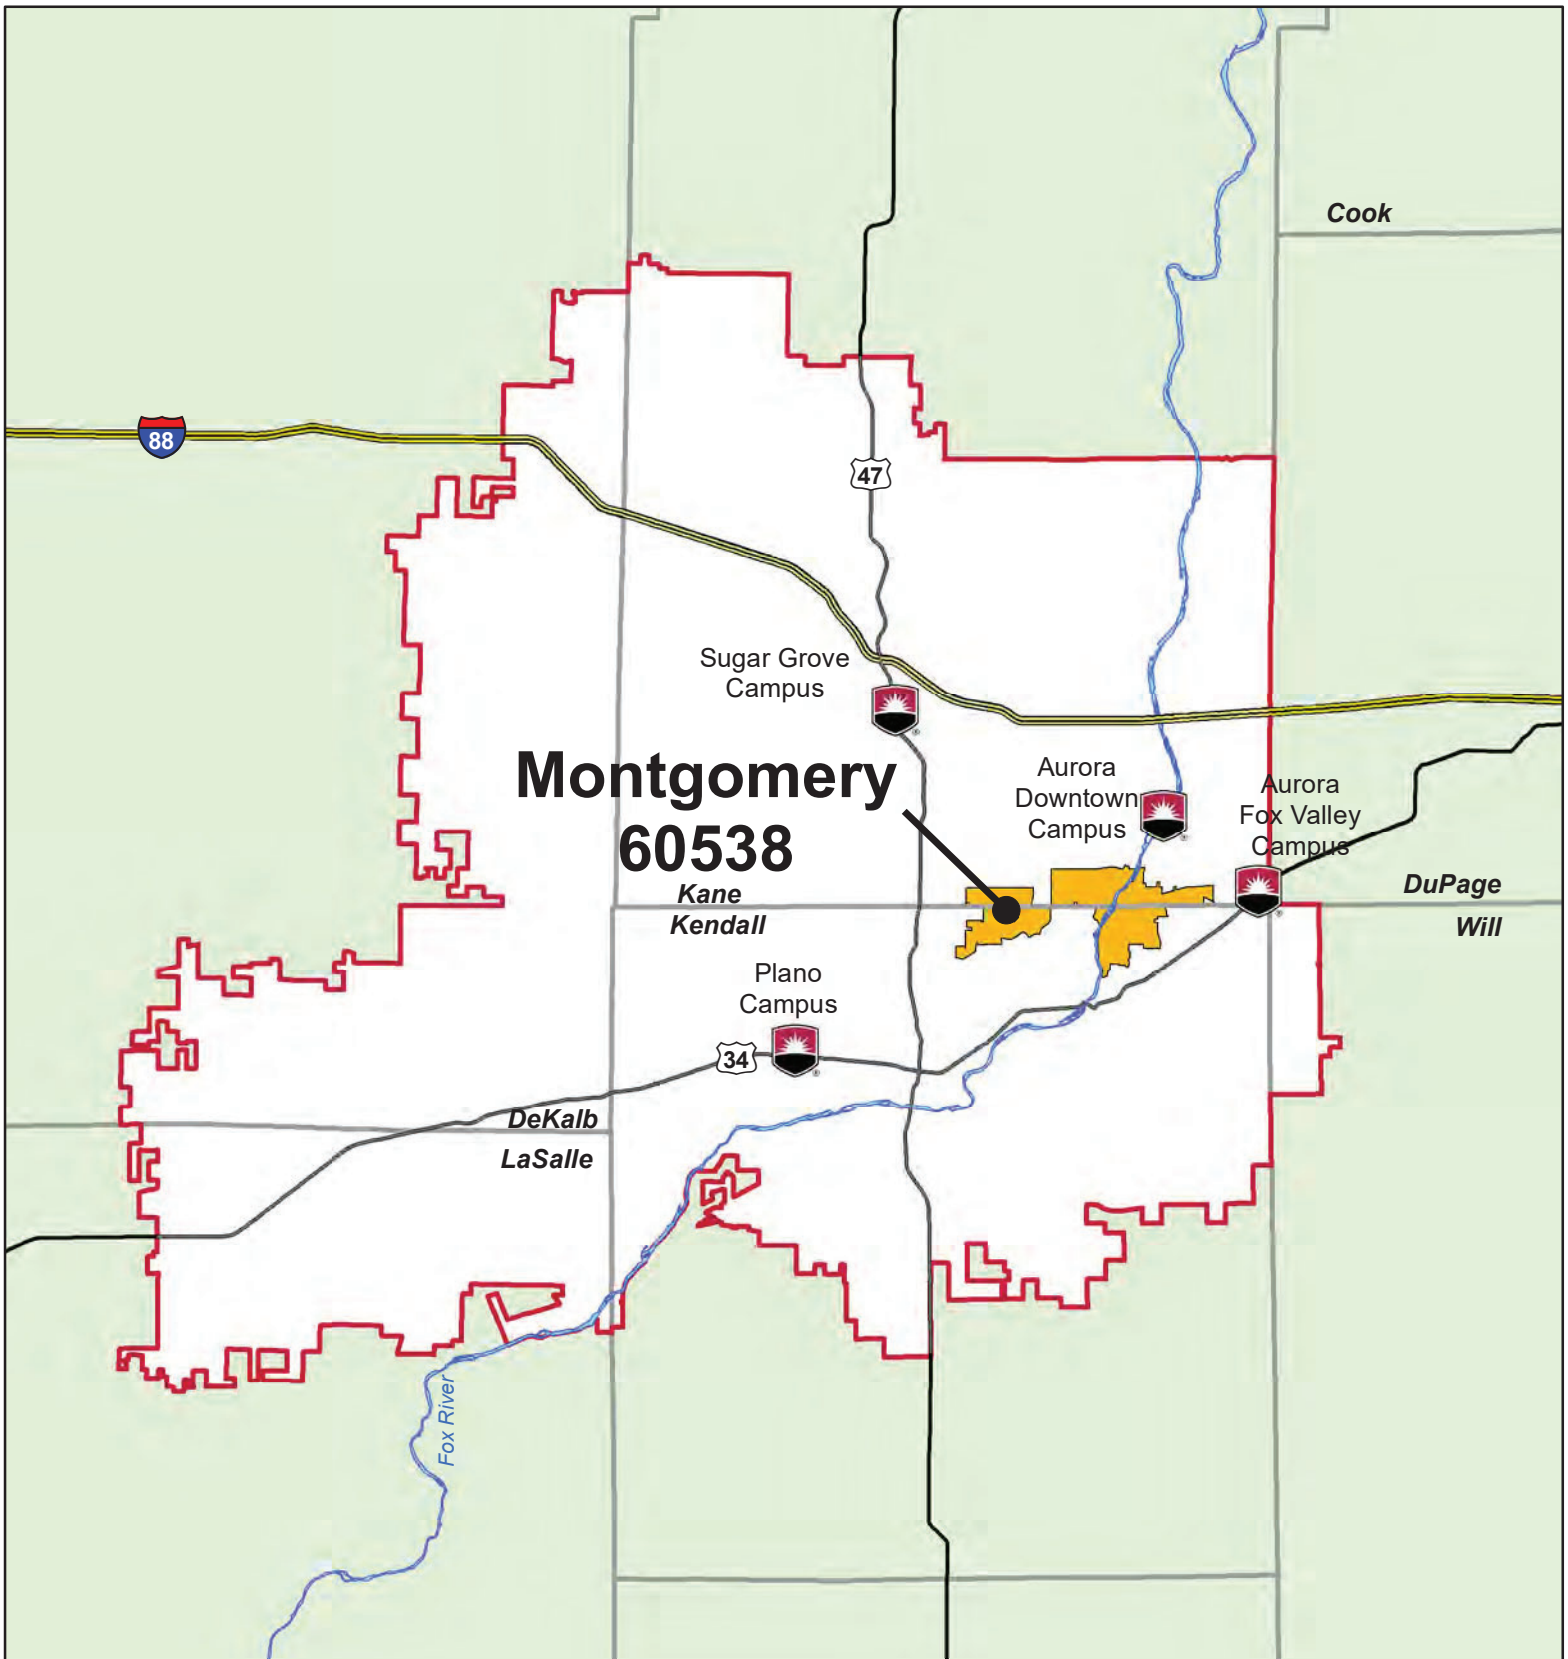 Cook
88
47
Sugar Grove
Campus
Montgomery
60538
Aurora
Downtown
Campus
Aurora
Fox Valley
Campus
Kane
Kendall
DuPage
Will
Plano
Campus
34
DeKalb
LaSalle
Fox River